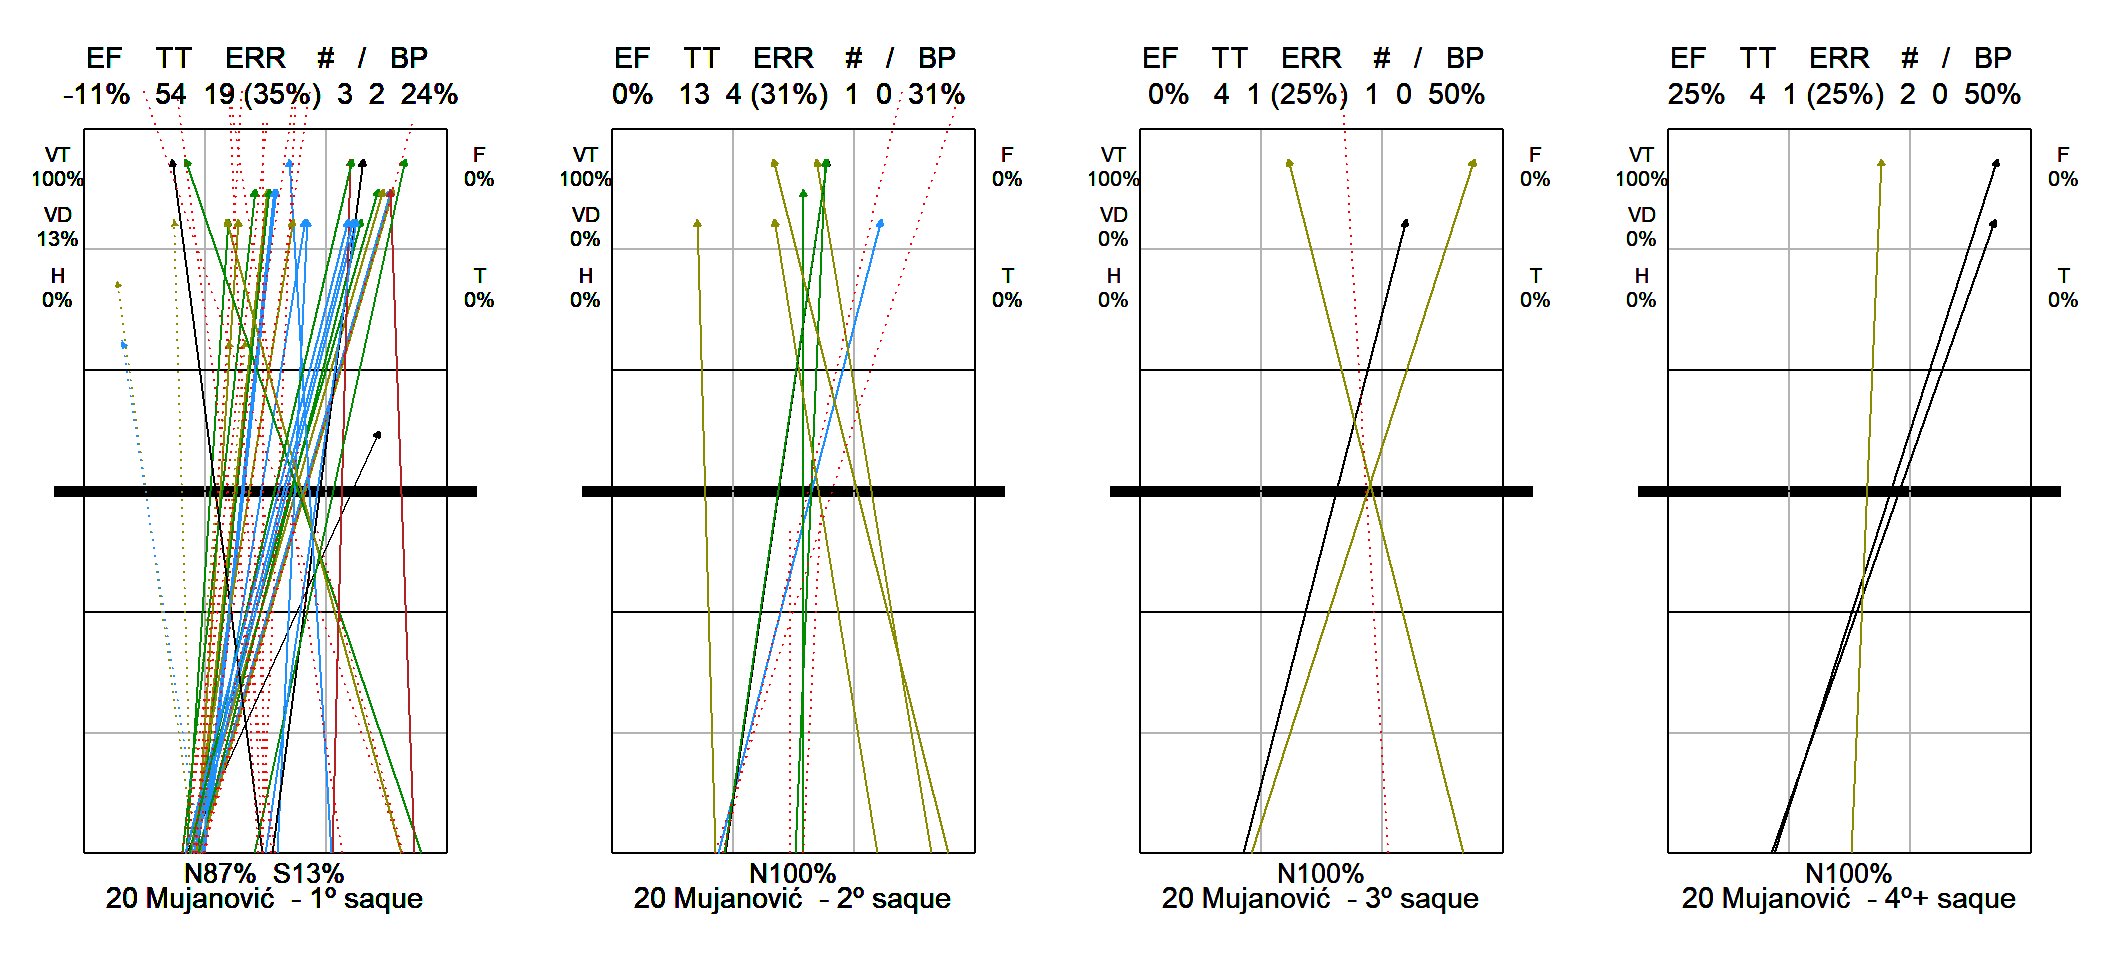 EF TT ERR # / BP
-11% 54 19 (35%) 3 2 24%
VT
100%
VD
13%
H
0%
F
0%
T
0%
N87% S13%
20 Mujanović - 1º saque
EF TT ERR # / BP
0% 13 4 (31%) 1 0 31%
VT
100%
VD
0%
H
0%
F
0%
T
0%
N100%
20 Mujanović - 2º saque
EF TT ERR # / BP
0% 4 1 (25%) 1 0 50%
VT
100%
VD
0%
H
0%
F
0%
T
0%
N100%
20 Mujanović - 3º saque
EF TT ERR # / BP
25% 4 1 (25%) 2 0 50%
VT
100%
VD
0%
H
0%
F
0%
T
0%
N100%
20 Mujanović - 4º+ saque